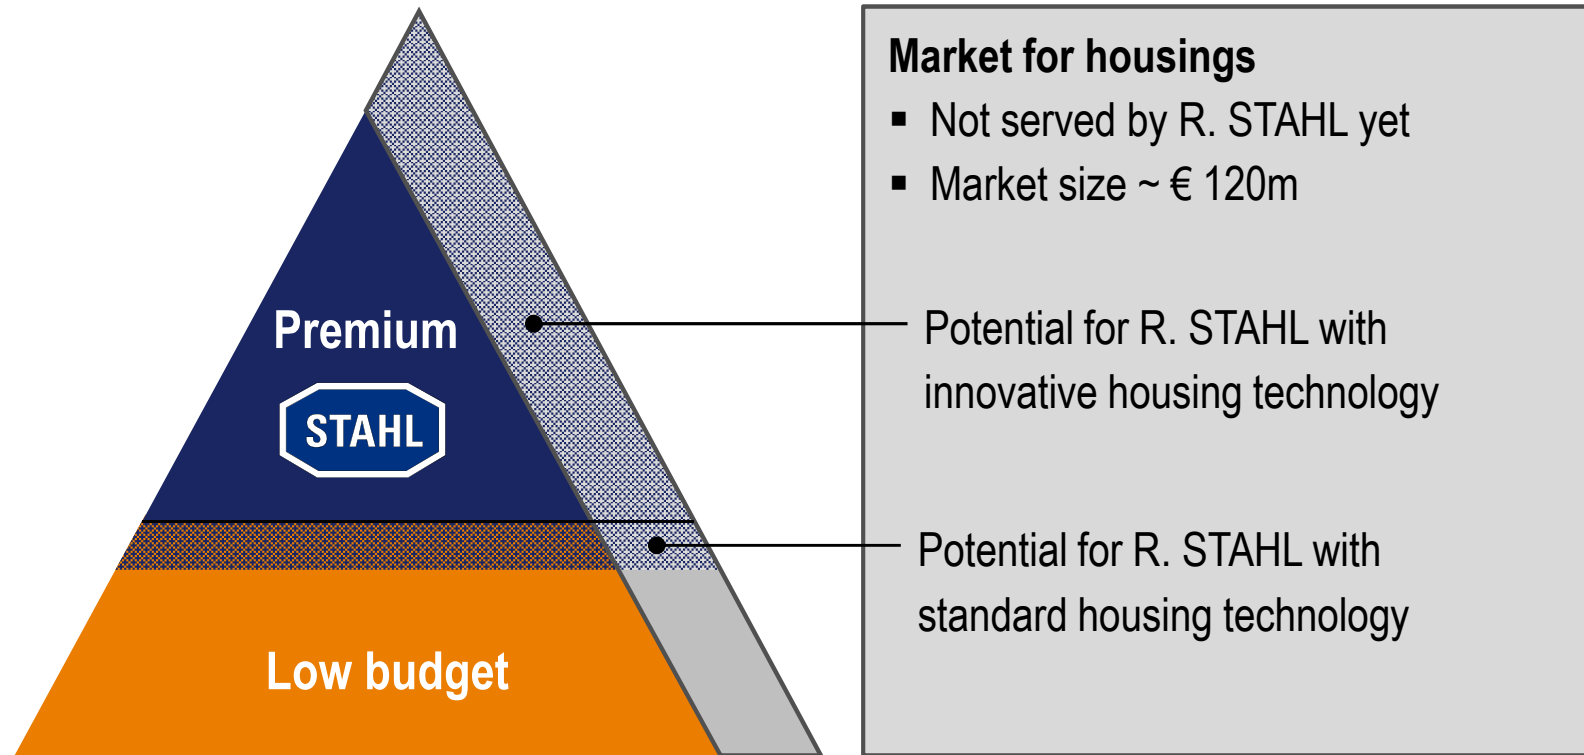 Market for housings
▪ Not served by R. STAHL yet
▪ Market size ~ € 120m
Potential for R. STAHL with
innovative housing technology
Potential for R. STAHL with
standard housing technology
Premium
STAHL
Low budget